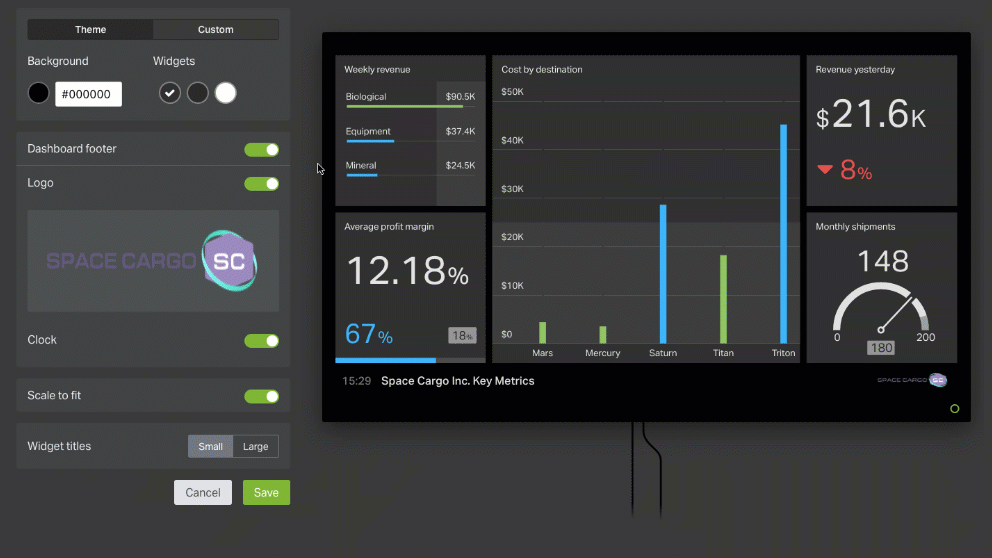 Theme Custom
Background Widgets
#000000
Dashboard footer
Logo
SPACE CARGO SC
Clock
Scale to fit
Widget titles Small Large
Cancel Save
Weekly revenue
Biological $90.5K
Equipment $37.4K
Mineral $24.5K
Average profit margin
12.18%
67% 18%
Cost by destination
$50K
$40K
$30K
$20K
$10K
$0
Mars Mercury Saturn Titan Triton
Revenue yesterday
$21.6K
8%
Monthly shipments
148
0 200
180
15:29 Space Cargo Inc. Key Metrics
SPACE CARGO SC